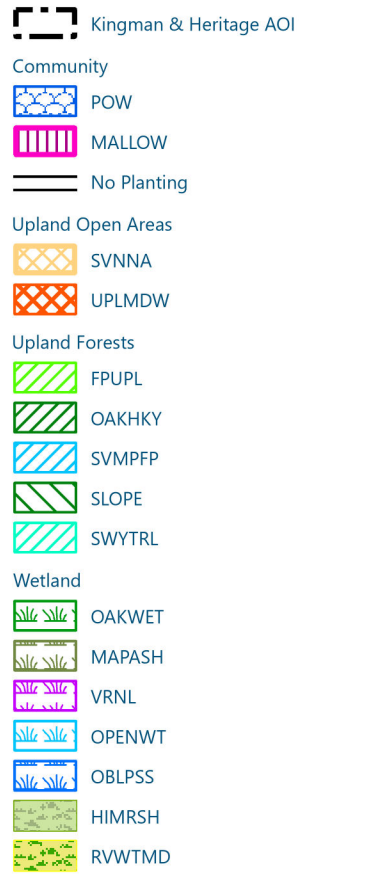 Kingman & Heritage AOI
Community
POW
MALLOW
No Planting
Upland Open Areas
SVNNA
UPLMDW
Upland Forests
FPUPL
OAKHKY
SVMPFP
SLOPE
SWYTRL
Wetland
OAKWET
MAPASH
VRNL
OPENWT
OBLPSS
HIMRSH
RVWTMD